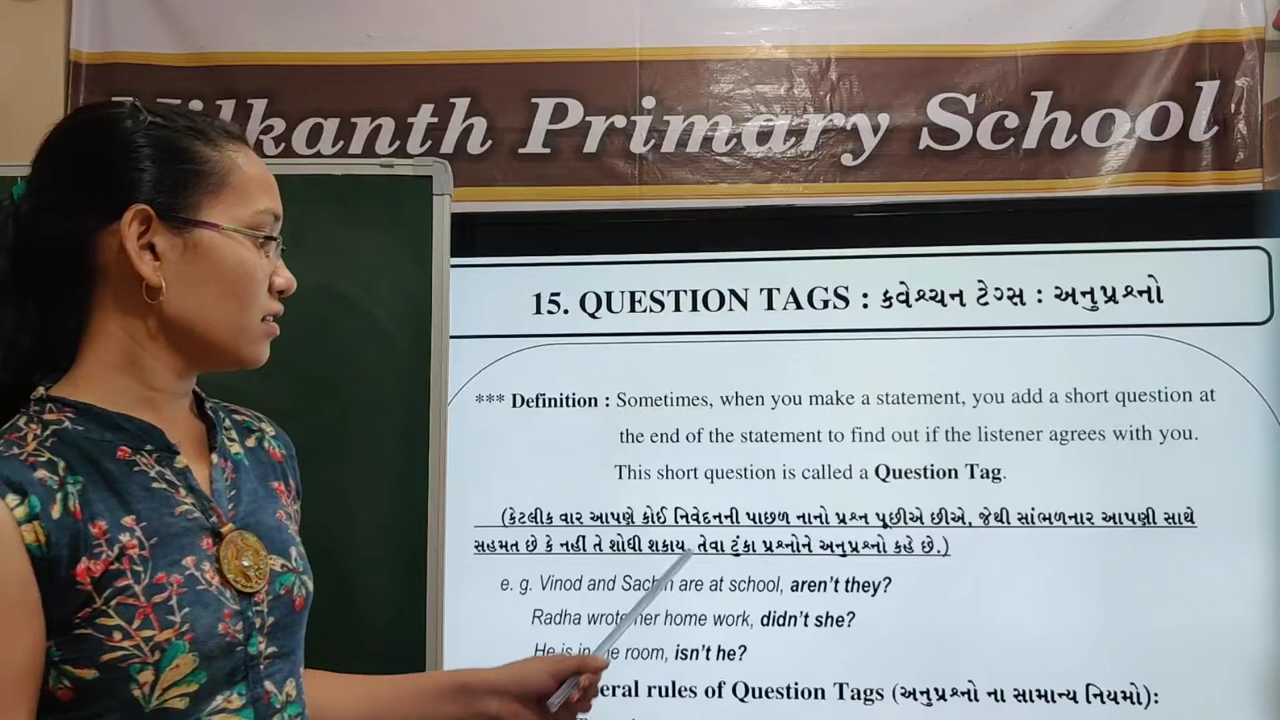 Nilkanth Primary School
15. QUESTION TAGS : કવેશ્ચન ટેગ્સ : અનુપ્રશ્નો
*** Definition : Sometimes, when you make a statement, you add a short question at
the end of the statement to find out if the listener agrees with you.
This short question is called a Question Tag.
(કેટલીક વાર આપણે કોઈ નિવેદનની પાછળ નાનો પ્રશ્ન પૂછીએ છીએ, જેથી સાંભળનાર આપણી સાથે
સહમત છે કે નહીં તે શોધી શકાય, તેવા ટૂંકા પ્રશ્નોને અનુપ્રશ્નો કહે છે.)
e. g. Vinod and Sachin are at school, aren't they?
Radha wrote her home work, didn't she?
He is in the room, isn't he?
rules of Question Tags (અનુપ્રશ્નો ના સામાન્ય નિયમો):